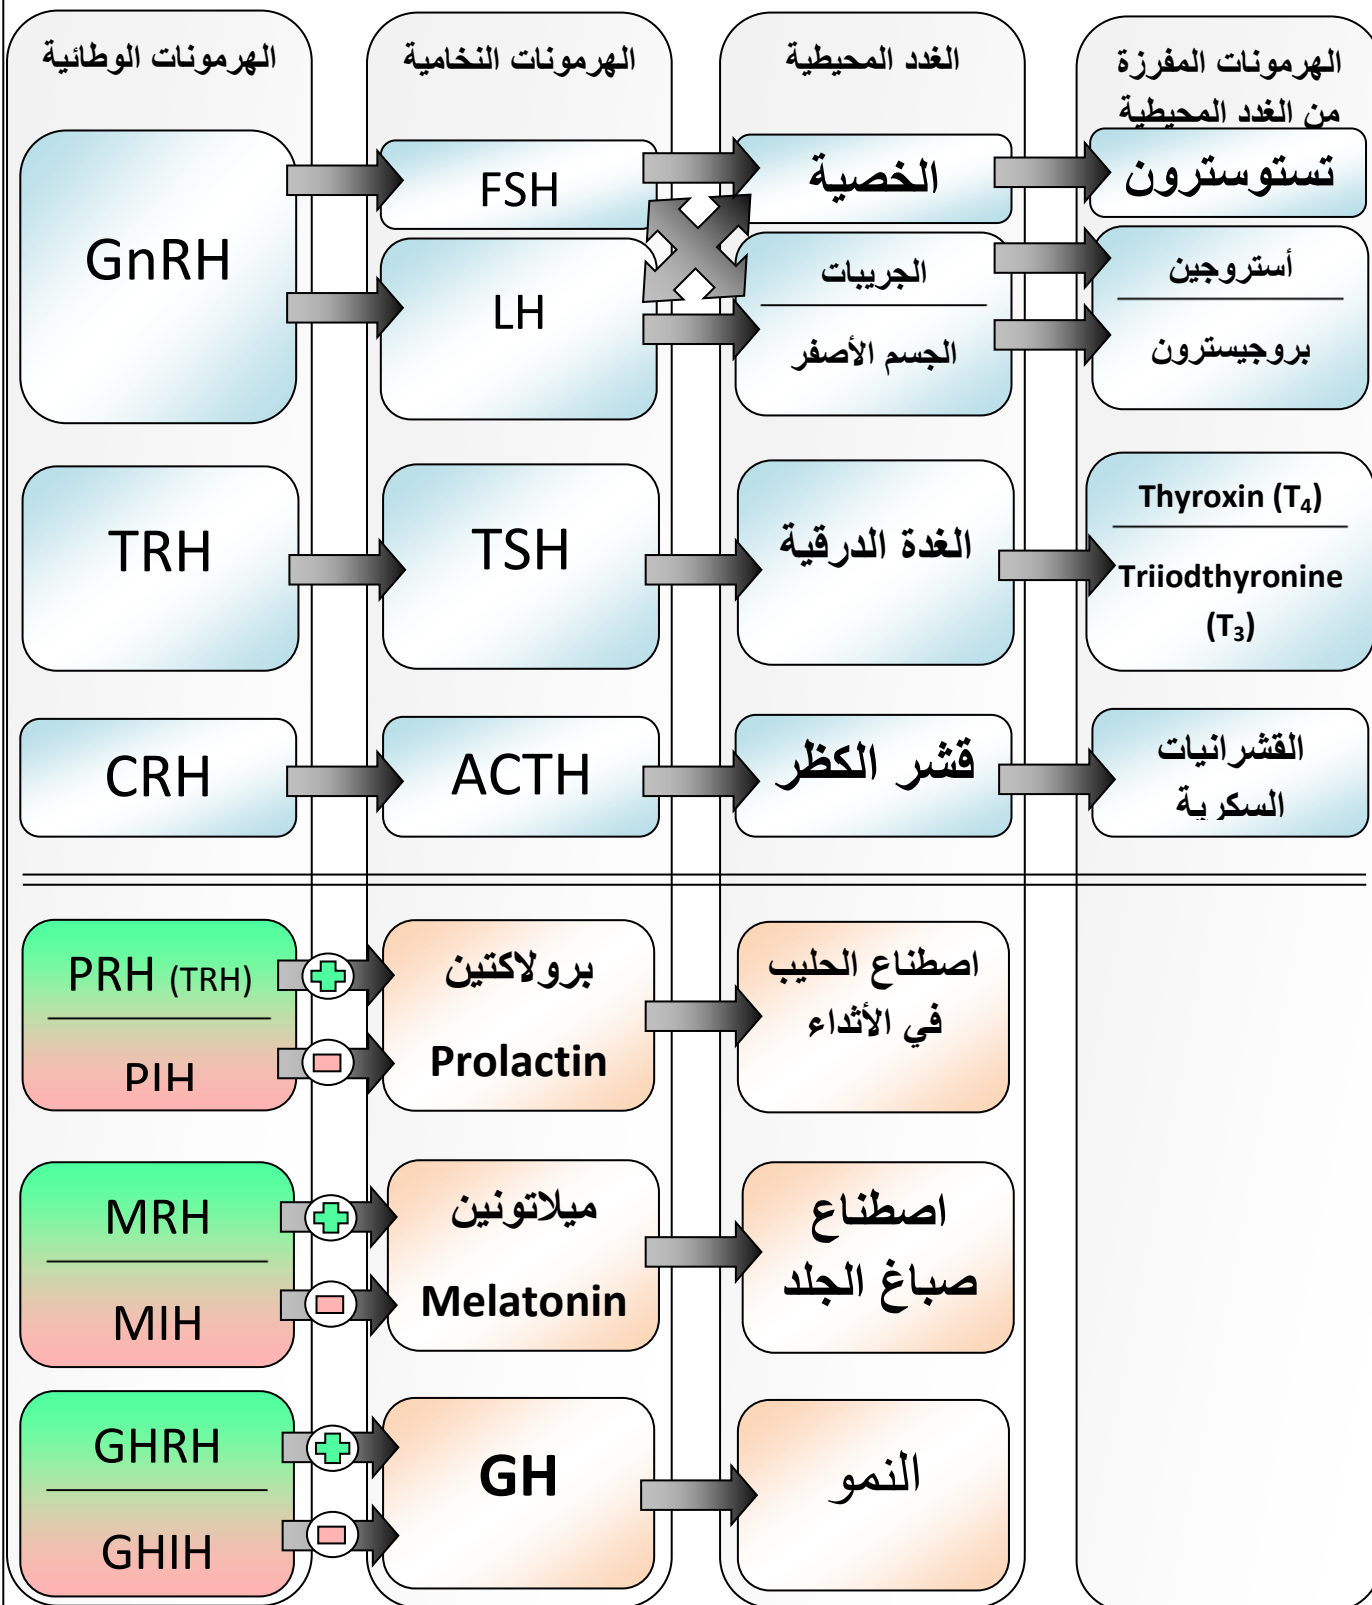 الهرمونات الوطائية
الهرمونات النخامية
الغدد المحيطية
الهرمونات المفرزة
من الغدد المحيطية
GnRH
FSH
الخصية
تستوسترون
LH
الجريبات
الجسم الأصفر
أستروجين
بروجيسترون
TRH
TSH
الغدة الدرقية
Thyroxin (T₄)
Triiodthyronine
(T₃)
CRH
ACTH
قشر الكظر
القشرانيات
السكرية
PRH (TRH)
PIH
برولاكتين
Prolactin
اصطناع الحليب
في الأثداء
MRH
MIH
ميلاتونين
Melatonin
اصطناع
صباغ الجلد
GHRH
GHIH
GH
النمو